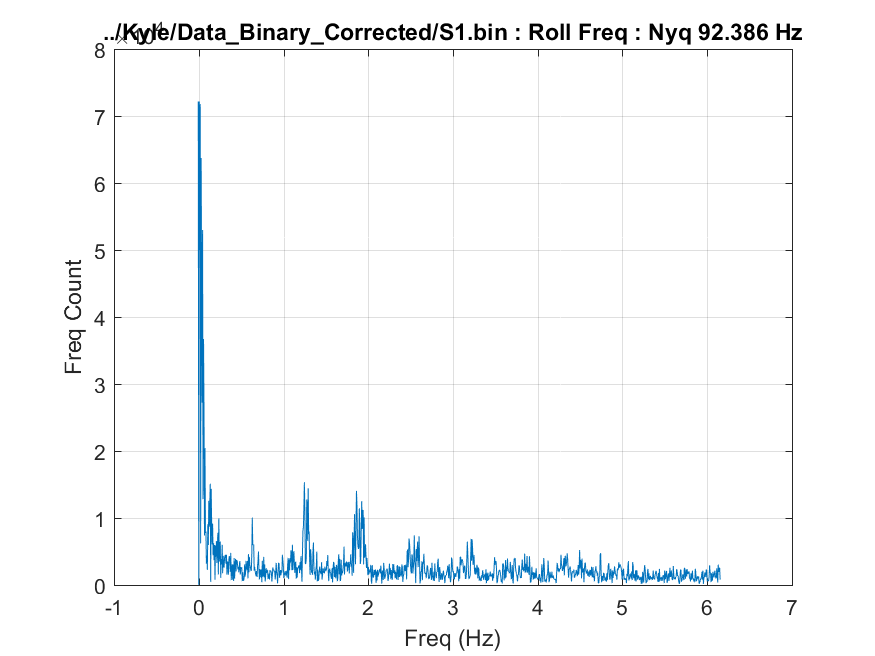 ../Kyle/Data_Binary_Corrected/S1.bin : Roll Freq : Nyq 92.386 Hz
× 10⁴
8
7
6
5
4
3
2
1
0
Freq Count
-1 0 1 2 3 4 5 6 7
Freq (Hz)